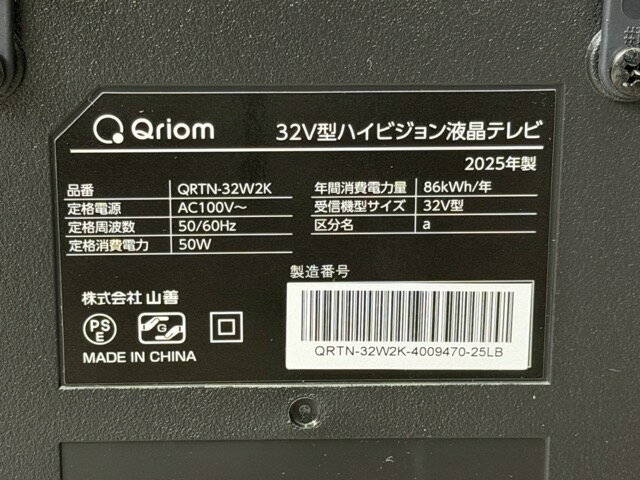 Qriom
32V型ハイビジョン液晶テレビ
2025年製
品番 QRTN-32W2K
定格電源 AC100V～
定格周波数 50/60Hz
定格消費電力 50W
年間消費電力量 86kWh/年
受信機型サイズ 32V型
区分名 a
製造番号
株式会社 山善
PS
E
G
MADE IN CHINA
QRTN-32W2K-4009470-25LB